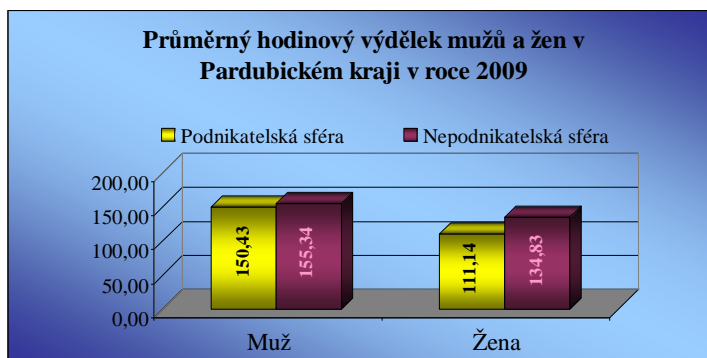 Průměrný hodinový výdělek mužů a žen v
Pardubickém kraji v roce 2009
Podnikatelská sféra
Nepodnikatelská sféra
200,00
150,00
100,00
50,00
0,00
150,43
155,34
111,14
134,83
Muž
Žena